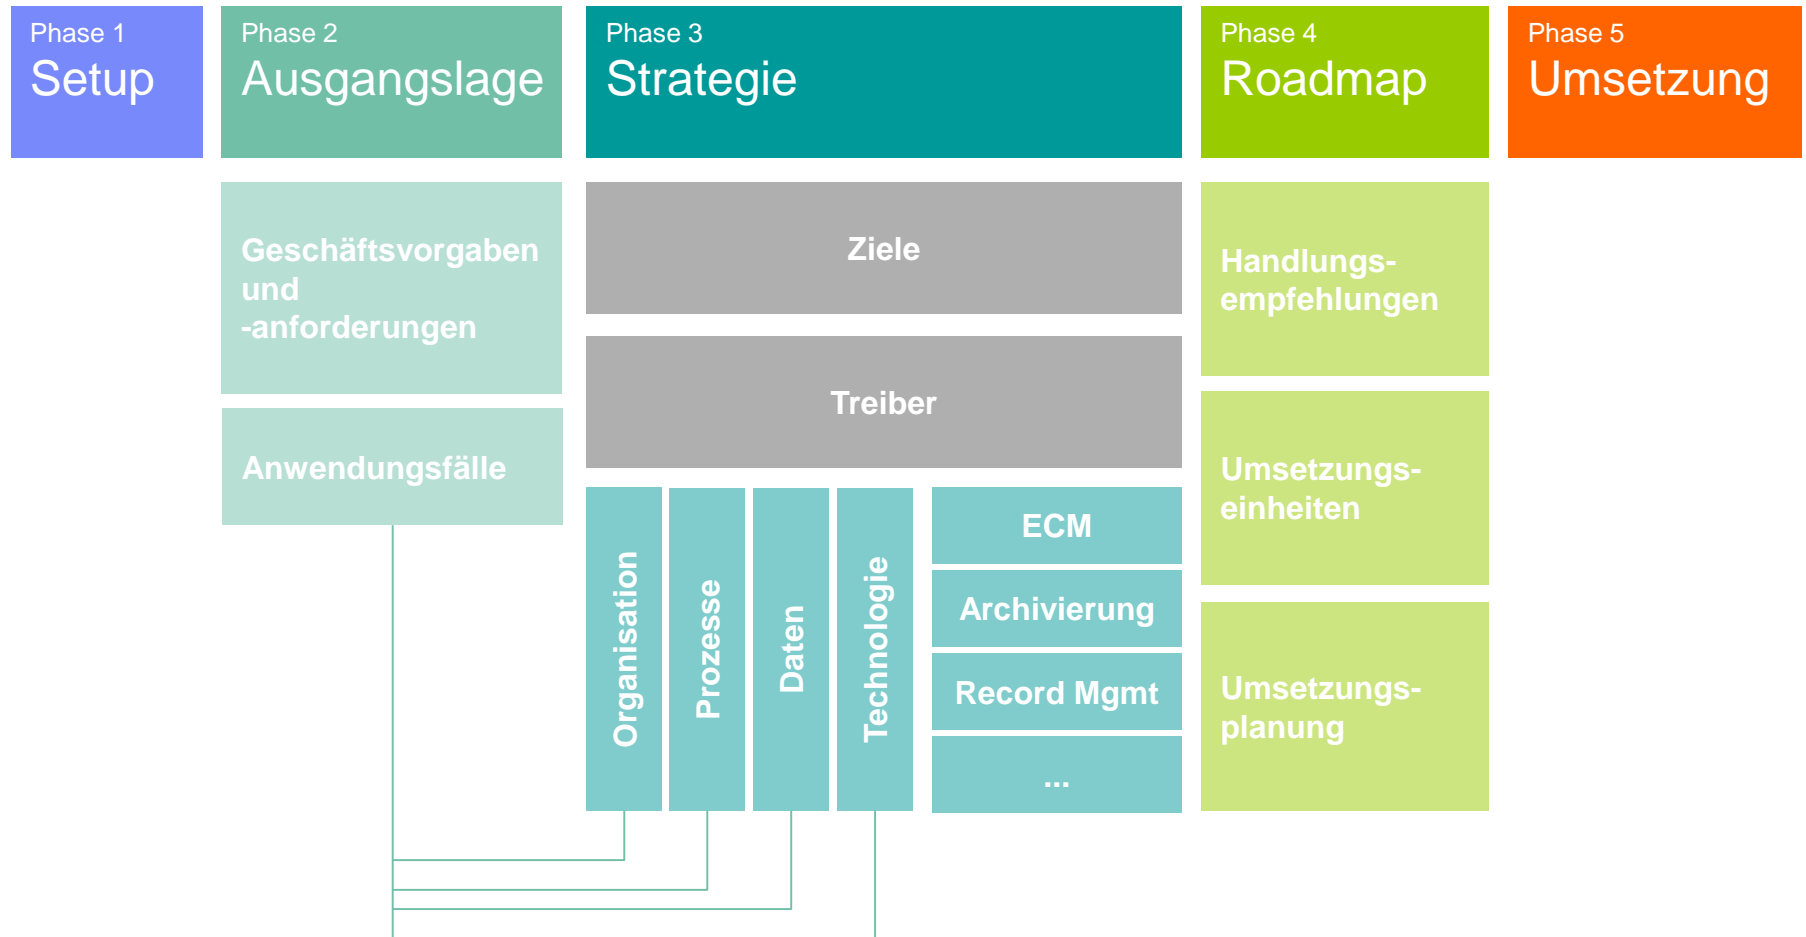 Phase 1
Setup
Phase 2
Ausgangslage
Phase 3
Strategie
Phase 4
Roadmap
Phase 5
Umsetzung
Geschäftsvorgaben
und
-anforderungen
Anwendungsfälle
Ziele
Treiber
Organisation
Prozesse
Daten
Technologie
ECM
Archivierung
Record Mgmt
...
Handlungs-
empfehlungen
Umsetzungs-
einheiten
Umsetzungs-
planung